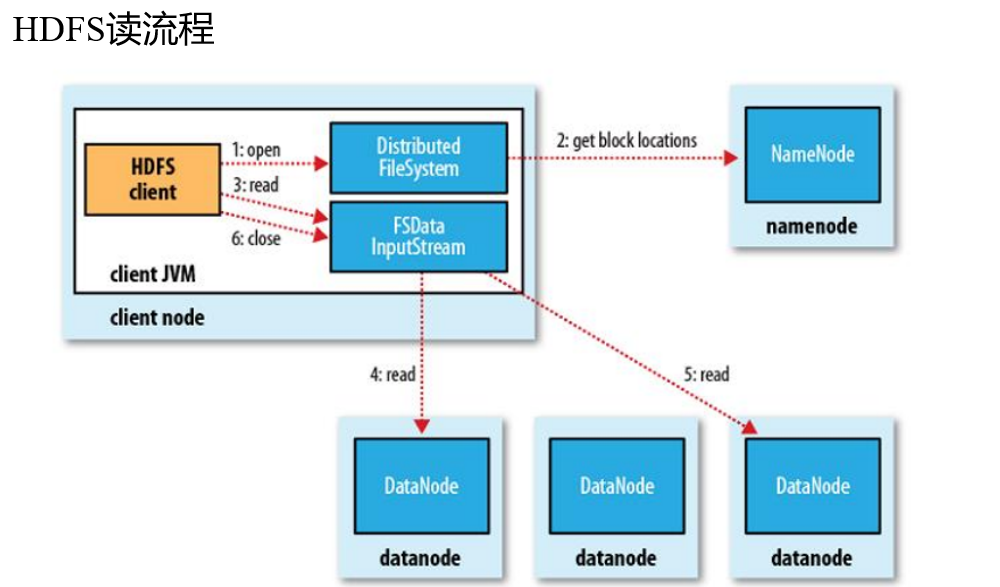 HDFS读流程
HDFS
client
1: open
3: read
6: close
Distributed
FileSystem
FSData
InputStream
2: get block locations
NameNode
namenode
client JVM
client node
4: read
5: read
DataNode
datanode
DataNode
datanode
DataNode
datanode